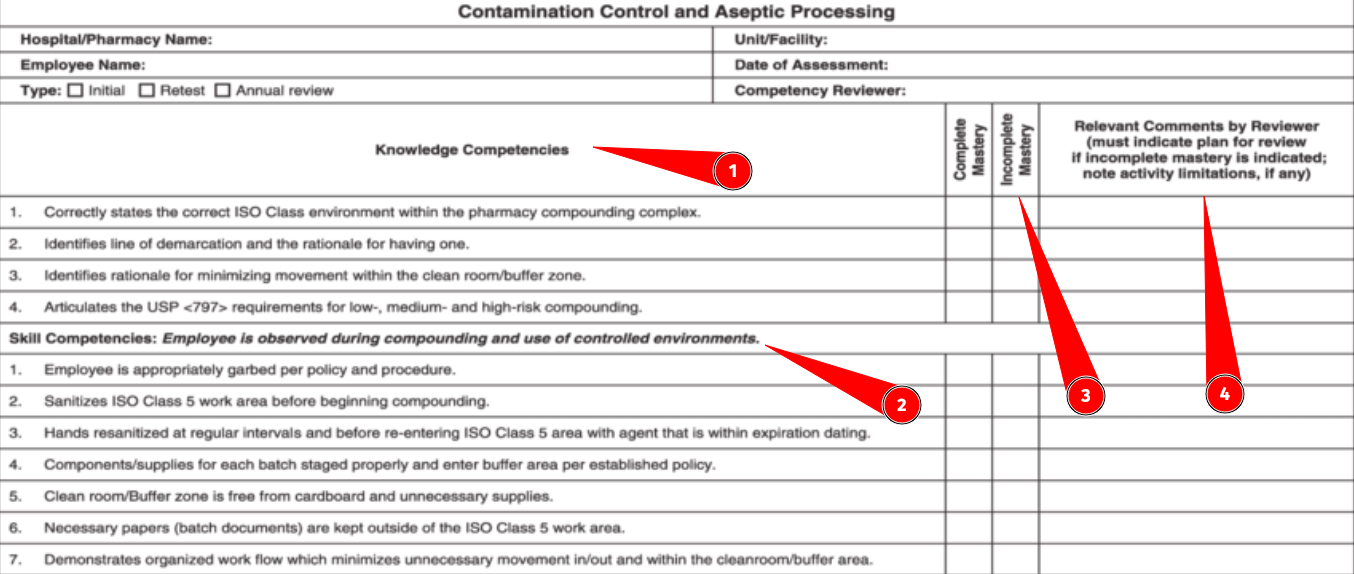 Contamination Control and Aseptic Processing
Hospital/Pharmacy Name:
Unit/Facility:
Employee Name:
Date of Assessment:
Type: ☐ Initial ☐ Retest ☐ Annual review
Competency Reviewer:
Knowledge Competencies
1
Complete
Mastery
Incomplete
Mastery
Relevant Comments by Reviewer
(must indicate plan for review
if incomplete mastery is indicated;
note activity limitations, if any)
1. Correctly states the correct ISO Class environment within the pharmacy compounding complex.
2. Identifies line of demarcation and the rationale for having one.
3. Identifies rationale for minimizing movement within the clean room/buffer zone.
4. Articulates the USP <797> requirements for low-, medium- and high-risk compounding.
Skill Competencies: Employee is observed during compounding and use of controlled environments.
1. Employee is appropriately garbed per policy and procedure.
2. Sanitizes ISO Class 5 work area before beginning compounding.
2
3
4
3. Hands resanitized at regular intervals and before re-entering ISO Class 5 area with agent that is within expiration dating.
4. Components/supplies for each batch staged properly and enter buffer area per established policy.
5. Clean room/Buffer zone is free from cardboard and unnecessary supplies.
6. Necessary papers (batch documents) are kept outside of the ISO Class 5 work area.
7. Demonstrates organized work flow which minimizes unnecessary movement in/out and within the cleanroom/buffer area.